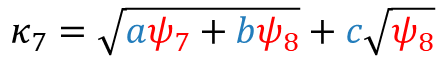 κ₇ = √(aψ₇ + bψ₈) + c√ψ₈